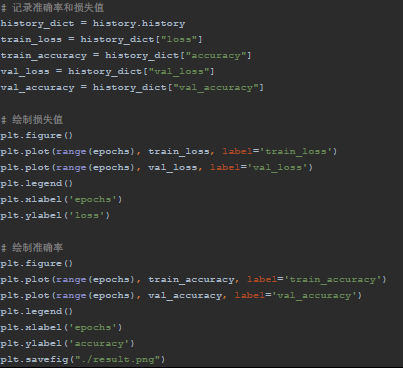 # 记录准确率和损失值
history_dict = history.history
train_loss = history_dict["loss"]
train_accuracy = history_dict["accuracy"]
val_loss = history_dict["val_loss"]
val_accuracy = history_dict["val_accuracy"]
# 绘制损失值
plt.figure()
plt.plot(range(epochs), train_loss, label='train_loss')
plt.plot(range(epochs), val_loss, label='val_loss')
plt.legend()
plt.xlabel('epochs')
plt.ylabel('loss')
# 绘制准确率
plt.figure()
plt.plot(range(epochs), train_accuracy, label='train_accuracy')
plt.plot(range(epochs), val_accuracy, label='val_accuracy')
plt.legend()
plt.xlabel('epochs')
plt.ylabel('accuracy')
plt.savefig("./result.png")